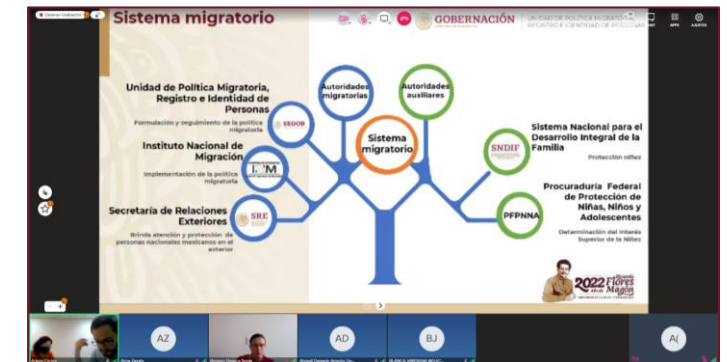 Sistema migratorio
GOBERNACIÓN
UNIDAD DE POLÍTICA MIGRATORIA,
REGISTRO E IDENTIDAD DE PERSONAS
Unidad de Política Migratoria,
Registro e Identidad de
Personas
Formulación y seguimiento de la política
migratoria
SEGOB
Instituto Nacional de
Migración
Implementación de la política
migratoria
Secretaría de Relaciones
Exteriores
Brinda atención y protección de
personas nacionales mexicanos en el
exterior
SRE
Autoridades
migratorias
Autoridades
auxiliares
Sistema
migratorio
SNDIF
Sistema Nacional para el
Desarrollo Integral de la
Familia
Protección niñez
PFPNNA
Procuraduría Federal
de Protección de
Niñas, Niños y
Adolescentes
Determinación del Interés
Superior de la Niñez
2022 Ricardo
Flores
Magón
AZ
AD
BJ
A(